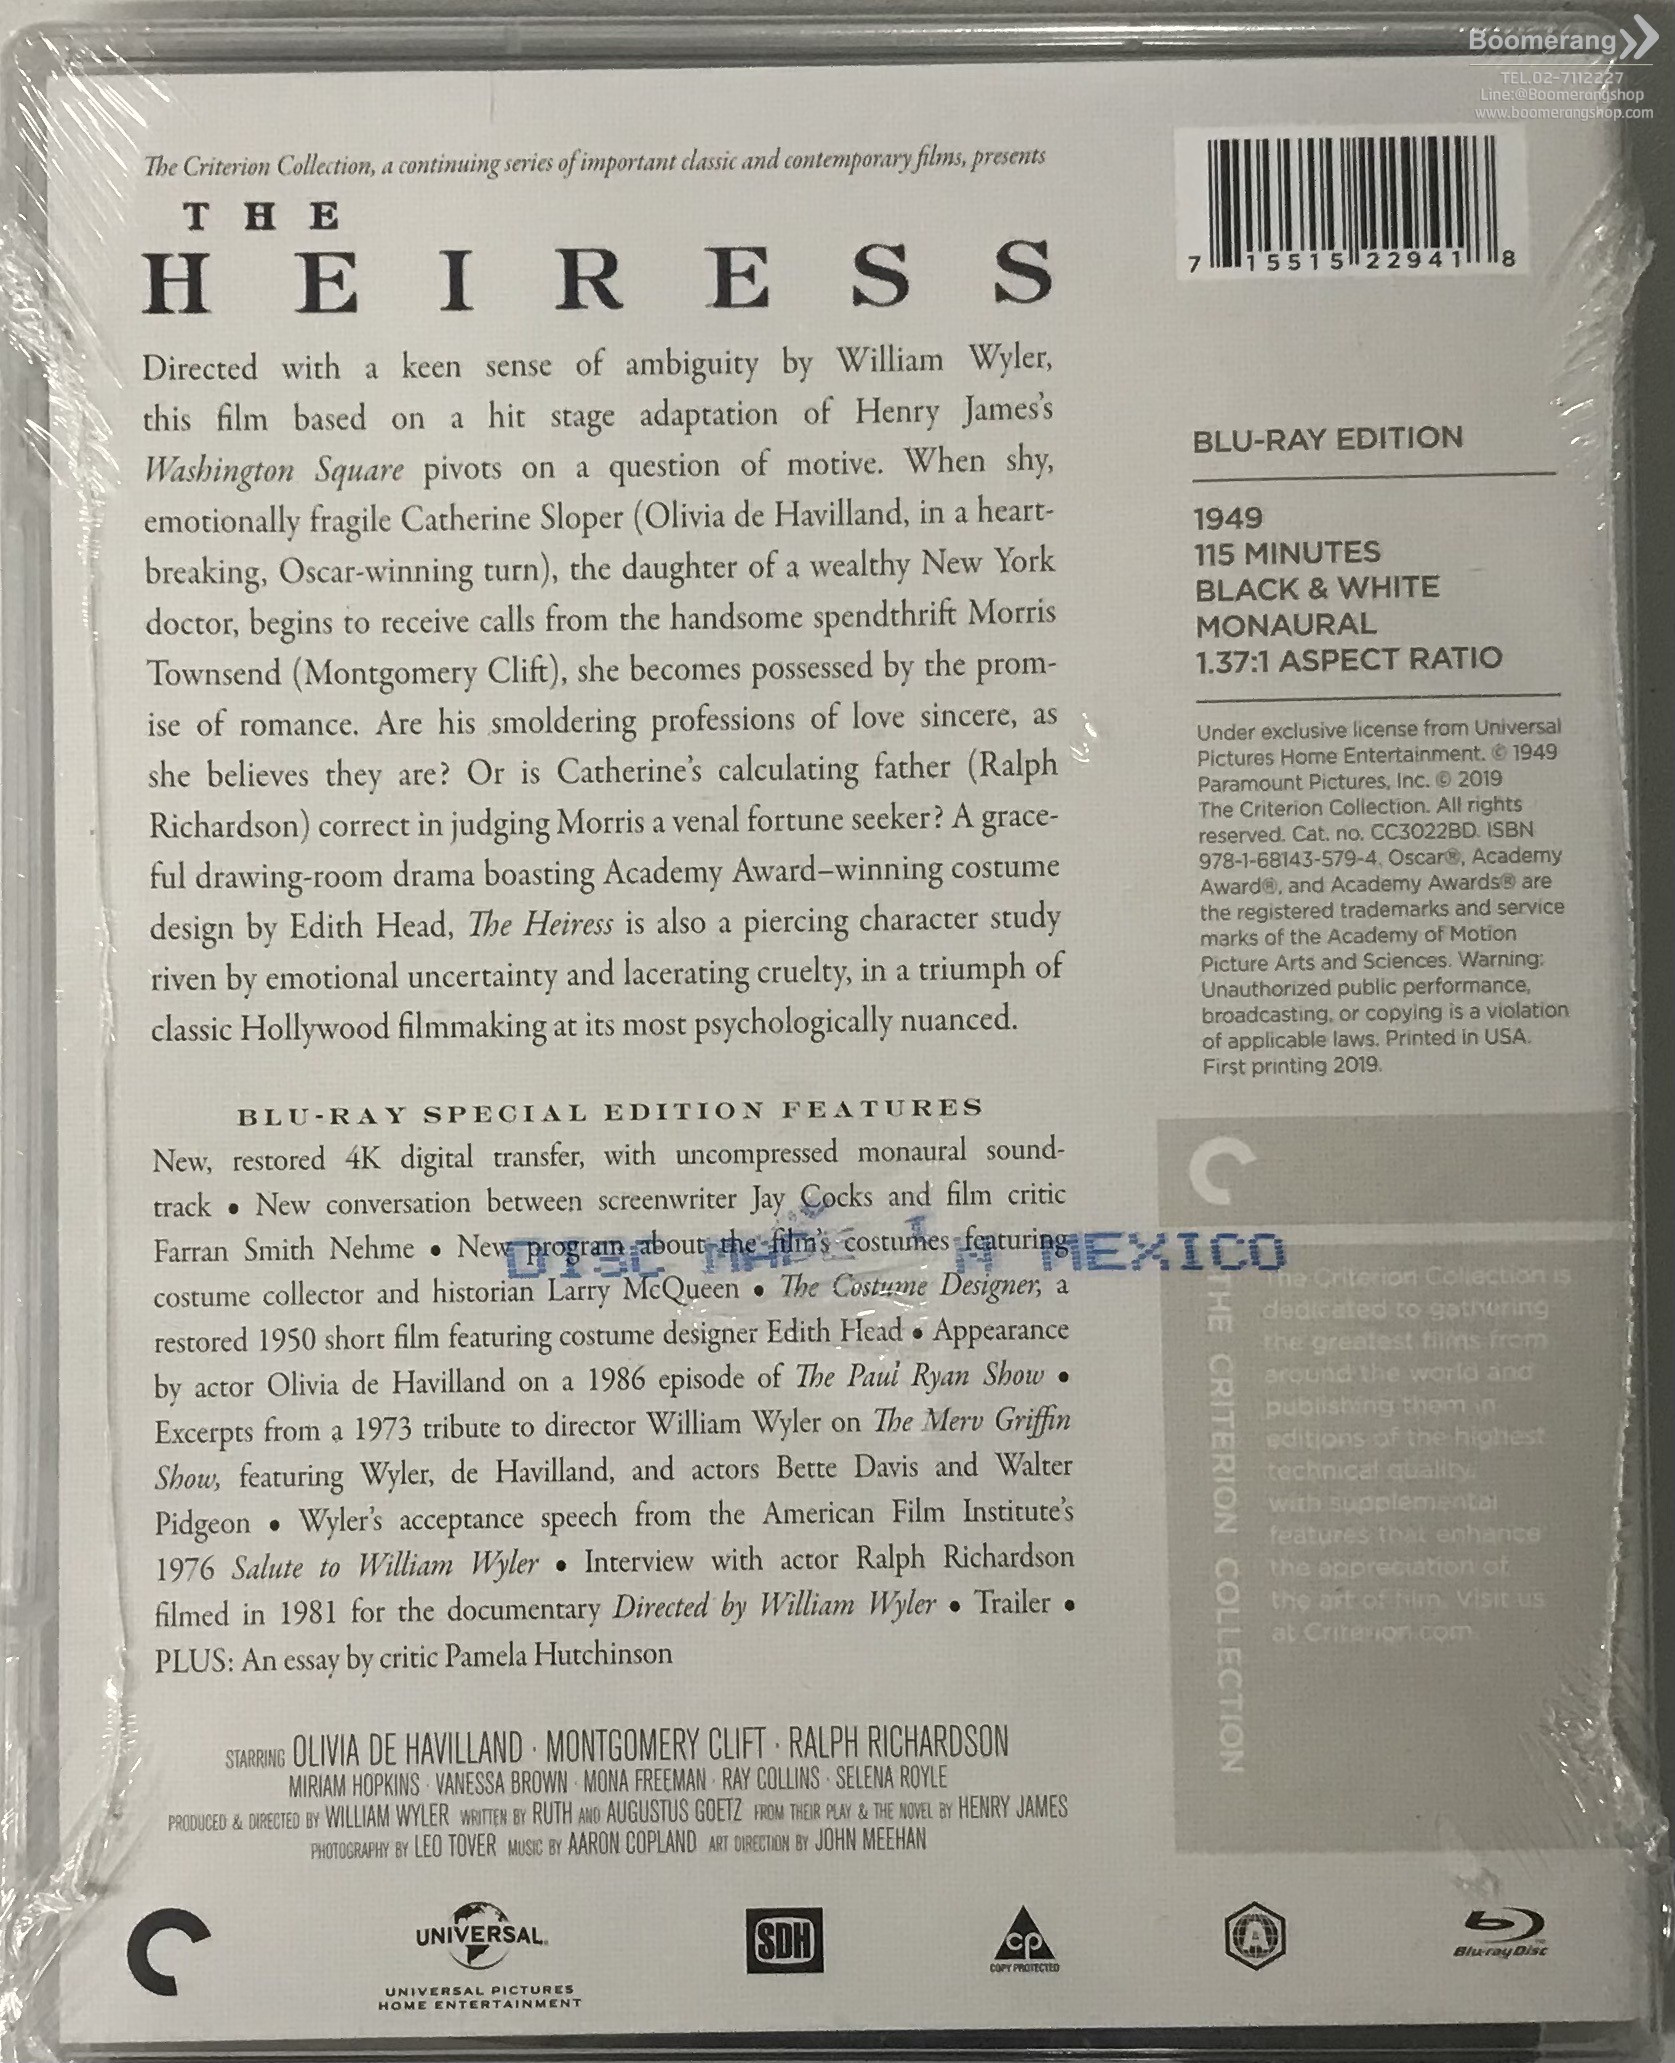 Boomerang
TEL.02-7112227
Line:@Boomerangshop
www.boomerangshop.com
The Criterion Collection, a continuing series of important classic and contemporary films, presents
THE
HEIRESS
Directed with a keen sense of ambiguity by William Wyler,
this film based on a hit stage adaptation of Henry James's
Washington Square pivots on a question of motive. When shy,
emotionally fragile Catherine Sloper (Olivia de Havilland, in a heart-
breaking, Oscar-winning turn), the daughter of a wealthy New York
doctor, begins to receive calls from the handsome spendthrift Morris
Townsend (Montgomery Clift), she becomes possessed by the prom-
ise of romance. Are his smoldering professions of love sincere, as
she believes they are? Or is Catherine's calculating father (Ralph
Richardson) correct in judging Morris a venal fortune seeker? A grace-
ful drawing-room drama boasting Academy Award–winning costume
design by Edith Head, The Heiress is also a piercing character study
riven by emotional uncertainty and lacerating cruelty, in a triumph of
classic Hollywood filmmaking at its most psychologically nuanced.
BLU-RAY SPECIAL EDITION FEATURES
New, restored 4K digital transfer, with uncompressed monaural sound-
track • New conversation between screenwriter Jay Cocks and film critic
Farran Smith Nehme • New program about the film's costumes featuring
costume collector and historian Larry McQueen • The Costume Designer, a
restored 1950 short film featuring costume designer Edith Head • Appearance
by actor Olivia de Havilland on a 1986 episode of The Paul Ryan Show •
Excerpts from a 1973 tribute to director William Wyler on The Merv Griffin
Show, featuring Wyler, de Havilland, and actors Bette Davis and Walter
Pidgeon • Wyler's acceptance speech from the American Film Institute's
1976 Salute to William Wyler • Interview with actor Ralph Richardson
filmed in 1981 for the documentary Directed by William Wyler • Trailer •
PLUS: An essay by critic Pamela Hutchinson
STARRING OLIVIA DE HAVILLAND · MONTGOMERY CLIFT · RALPH RICHARDSON
MIRIAM HOPKINS · VANESSA BROWN · MONA FREEMAN · RAY COLLINS · SELENA ROYLE
PRODUCED & DIRECTED BY WILLIAM WYLER WRITTEN BY RUTH AND AUGUSTUS GOETZ FROM THEIR PLAY & THE NOVEL BY HENRY JAMES
PHOTOGRAPHY BY LEO TOVER MUSIC BY AARON COPLAND ART DIRECTION BY JOHN MEEHAN
7 15515 22941 8
BLU-RAY EDITION
1949
115 MINUTES
BLACK & WHITE
MONAURAL
1.37:1 ASPECT RATIO
Under exclusive license from Universal
Pictures Home Entertainment. © 1949
Paramount Pictures, Inc. © 2019
The Criterion Collection. All rights
reserved. Cat. no. CC3022BD. ISBN
978-1-68143-579-4. Oscar®, Academy
Award®, and Academy Awards® are
the registered trademarks and service
marks of the Academy of Motion
Picture Arts and Sciences. Warning:
Unauthorized public performance,
broadcasting, or copying is a violation
of applicable laws. Printed in USA.
First printing 2019.
DISC MADE IN MEXICO
THE CRITERION COLLECTION
The Criterion Collection is
dedicated to gathering
the greatest films from
around the world and
publishing them in
editions of the highest
technical quality,
with supplemental
features that enhance
the appreciation of
the art of film. Visit us
at Criterion.com
UNIVERSAL
UNIVERSAL PICTURES
HOME ENTERTAINMENT
SDH
cp
COPY PROTECTED
A
Blu-ray Disc